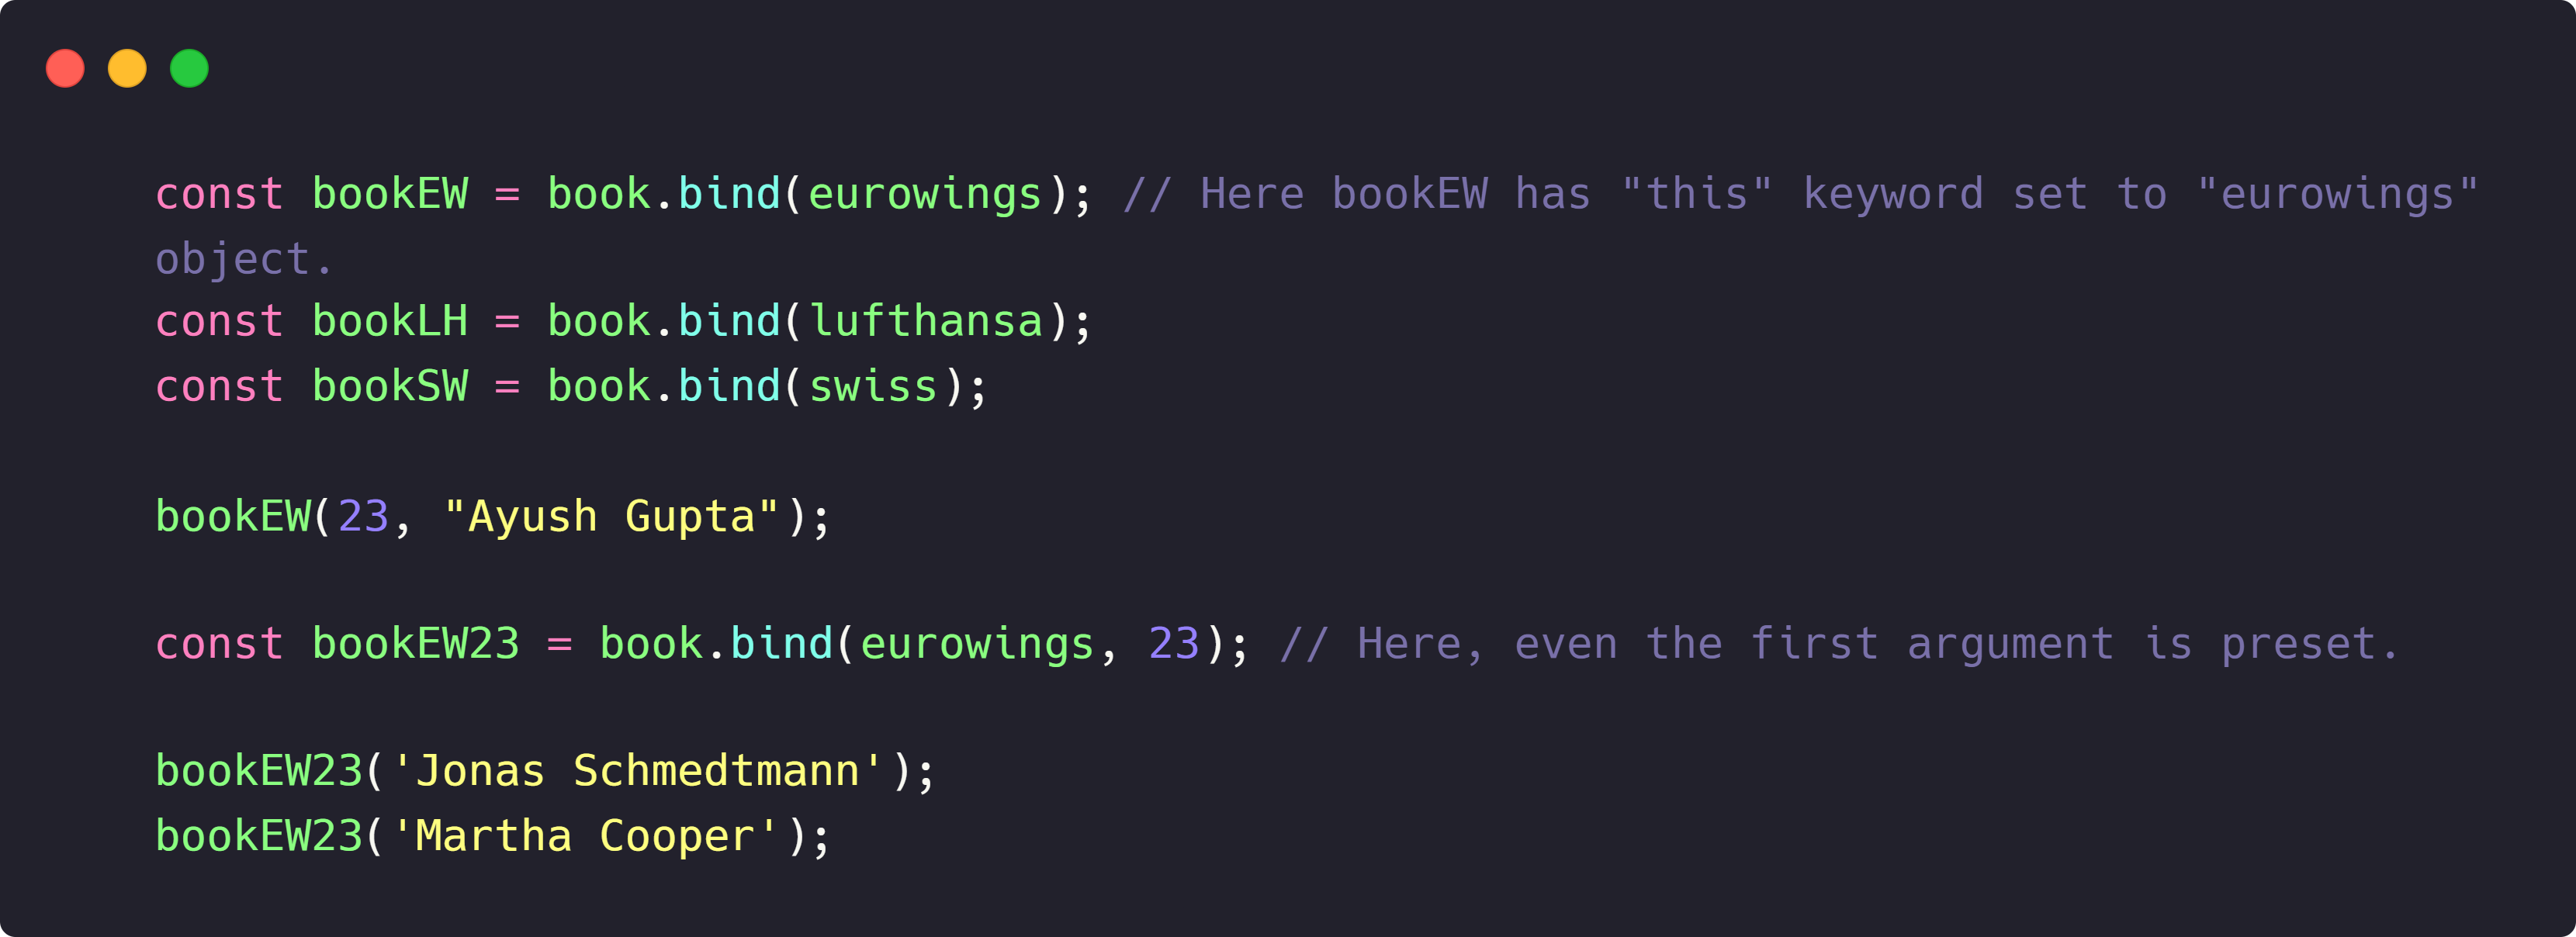 const bookEW = book.bind(eurowings); // Here bookEW has "this" keyword set to "eurowings"
object.
const bookLH = book.bind(lufthansa);
const bookSW = book.bind(swiss);
bookEW(23, "Ayush Gupta");
const bookEW23 = book.bind(eurowings, 23); // Here, even the first argument is preset.
bookEW23('Jonas Schmedtmann');
bookEW23('Martha Cooper');